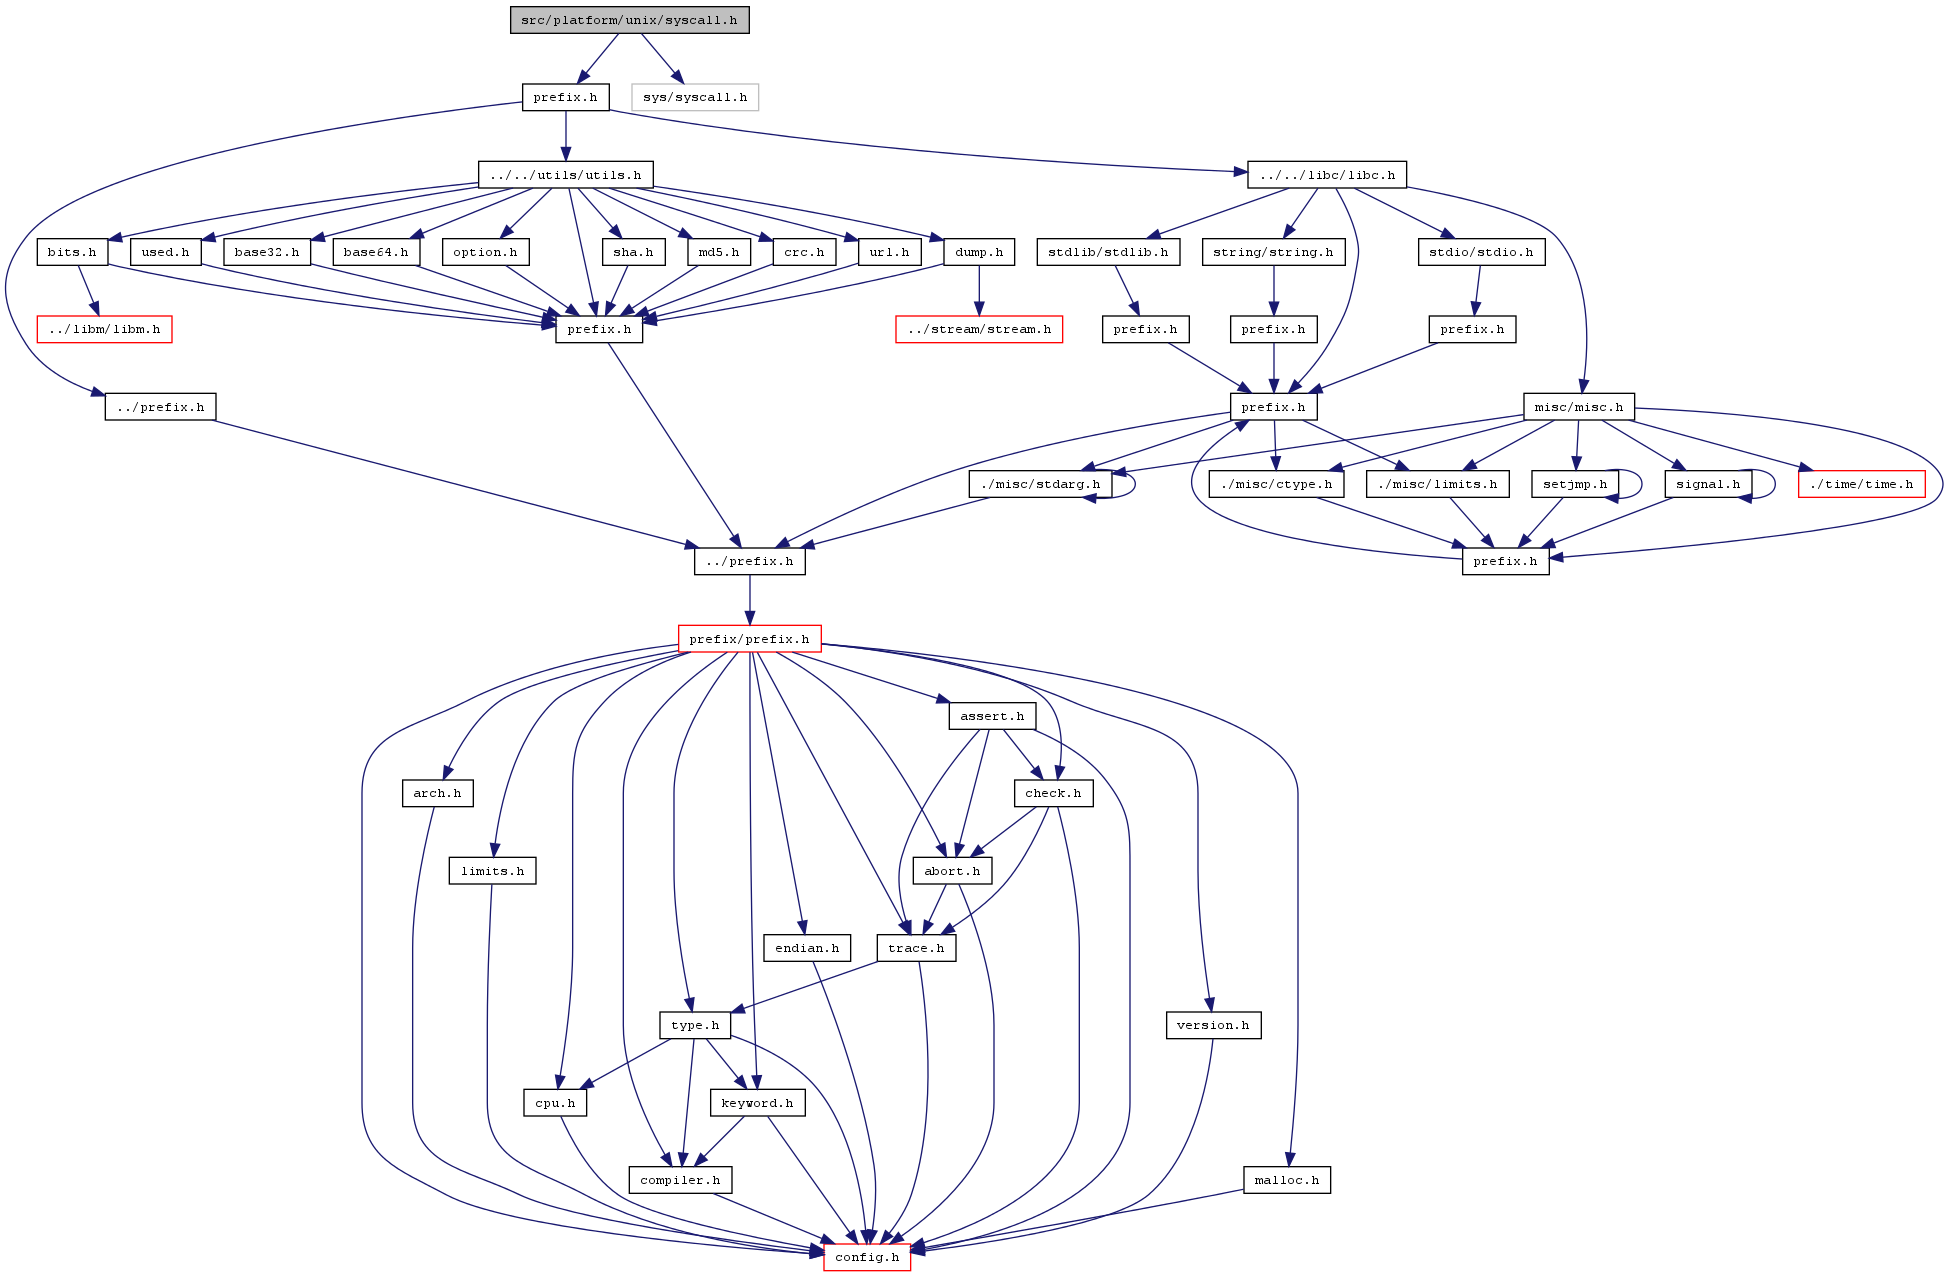 src/platform/unix/syscall.h
prefix.h
sys/syscall.h
../../utils/utils.h
../../libc/libc.h
bits.h
used.h
base32.h
base64.h
option.h
sha.h
md5.h
crc.h
url.h
dump.h
stdlib/stdlib.h
string/string.h
stdio/stdio.h
../libm/libm.h
prefix.h
../stream/stream.h
prefix.h
prefix.h
prefix.h
../prefix.h
prefix.h
misc/misc.h
./misc/stdarg.h
./misc/ctype.h
./misc/limits.h
setjmp.h
signal.h
./time/time.h
../prefix.h
prefix.h
prefix/prefix.h
assert.h
arch.h
check.h
limits.h
abort.h
endian.h
trace.h
type.h
version.h
cpu.h
keyword.h
compiler.h
malloc.h
config.h